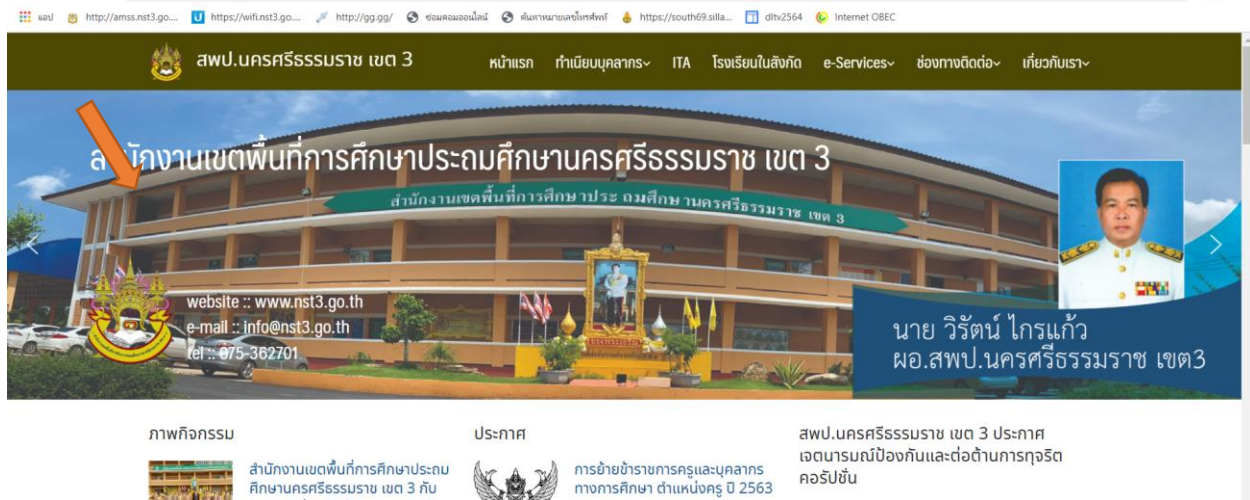 แอป http://amss.nst3.go.... https://wifi.nst3.go.... http://gg.gg/ ซ่อมคอมออนไลน์ ค้นหาหมายเลขโทรศัพท์ https://south69.silla... dltv2564 Internet OBEC
สพป.นครศรีธรรมราช เขต 3 หน้าแรก ทำเนียบบุคลากร ITA โรงเรียนในสังกัด e-Services ช่องทางติดต่อ เกี่ยวกับเรา
สำนักงานเขตพื้นที่การศึกษาประถมศึกษานครศรีธรรมราช เขต 3
สำนักงานเขตพื้นที่การศึกษาประถมศึกษานครศรีธรรมราช เขต 3
website :: www.nst3.go.th
e-mail :: info@nst3.go.th
tel :: 075-362701
นาย วิรัตน์ ไกรแก้ว
ผอ.สพป.นครศรีธรรมราช เขต3
ภาพกิจกรรม
สำนักงานเขตพื้นที่การศึกษาประถม
ศึกษานครศรีธรรมราช เขต 3 กับ
ประกาศ
การย้ายข้าราชการครูและบุคลากร
ทางการศึกษา ตำแหน่งครู ปี 2563
สพป.นครศรีธรรมราช เขต 3 ประกาศ
เจตนารมณ์ป้องกันและต่อต้านการทุจริต
คอรัปชั่น